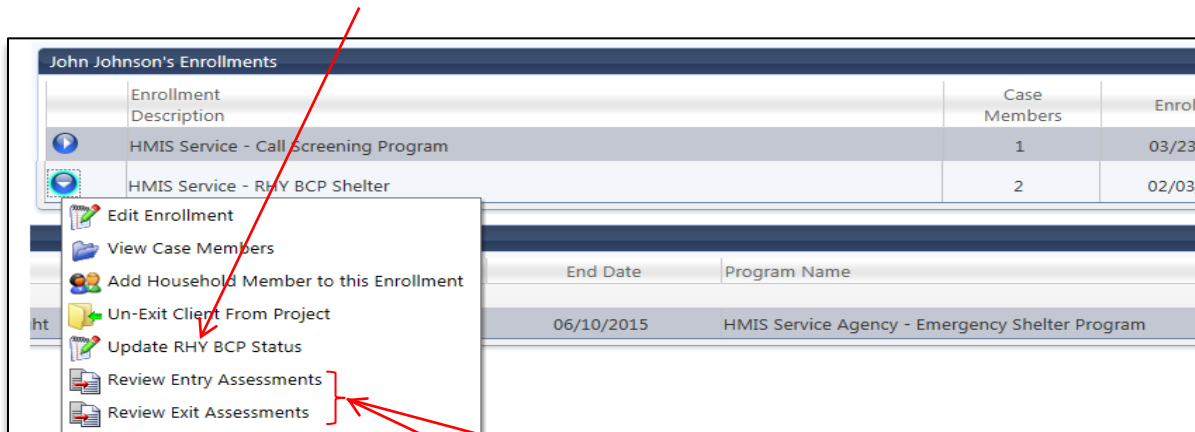 John Johnson's Enrollments
Enrollment
Description
Case
Members
Enrol
HMIS Service - Call Screening Program 1 03/23
HMIS Service - RHY BCP Shelter 2 02/03
Edit Enrollment
View Case Members
Add Household Member to this Enrollment
End Date Program Name
Un-Exit Client From Project
ht 06/10/2015 HMIS Service Agency - Emergency Shelter Program
Update RHY BCP Status
Review Entry Assessments
Review Exit Assessments